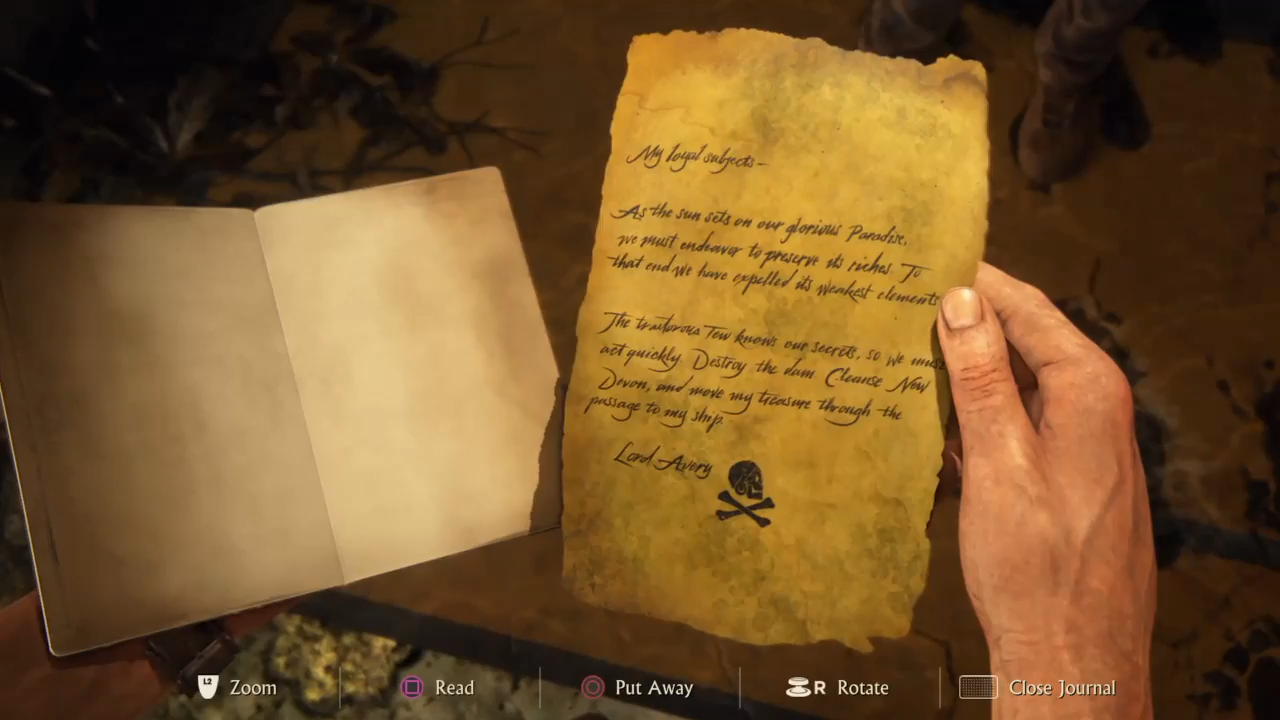 My loyal subjects-
As the sun sets on our glorious Paradise,
we must endeavor to preserve its riches. To
that end we have expelled its weakest elements
The traitorous Tew knows our secrets, so we must
act quickly. Destroy the dam Cleanse New
Devon, and move my treasure through the
passage to my ship.
Lord Avery
L2 Zoom
Read
Put Away
R Rotate
Close Journal